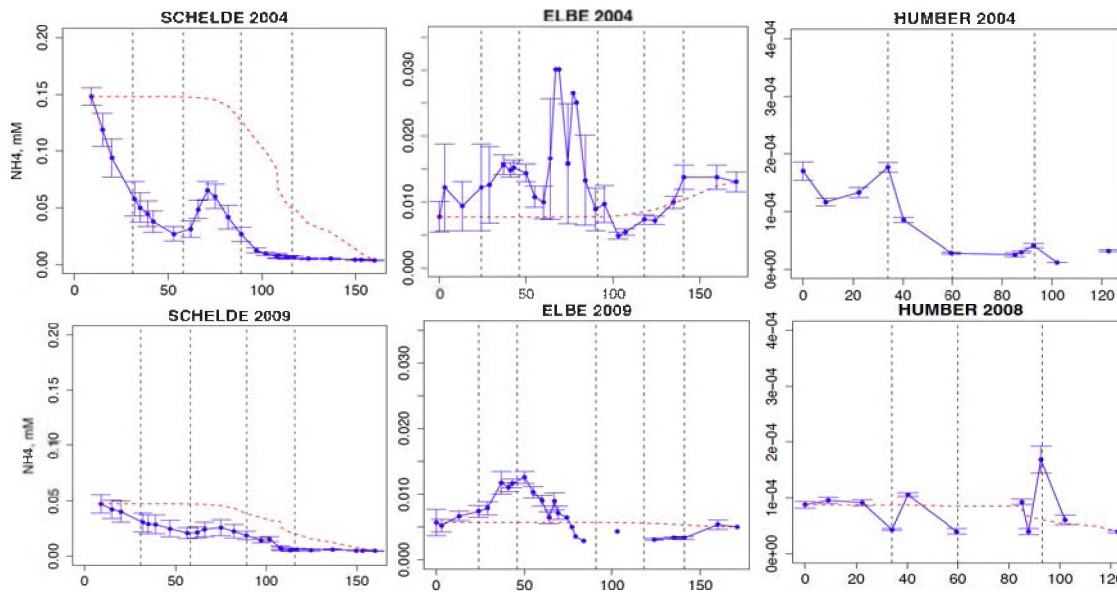 SCHELDE 2004
ELBE 2004
HUMBER 2004
NH4, mM
0.00 0.05 0.10 0.15 0.20
0 50 100 150
0.000 0.010 0.020 0.030
0 50 100 150
0e+00 1e-04 2e-04 3e-04 4e-04
0 20 40 60 80 100 120
SCHELDE 2009
ELBE 2009
HUMBER 2008
NH4, mM
0.00 0.05 0.10 0.15 0.20
0 50 100 150
0.000 0.010 0.020 0.030
0 50 100 150
0e+00 1e-04 2e-04 3e-04 4e-04
0 20 40 60 80 100 120